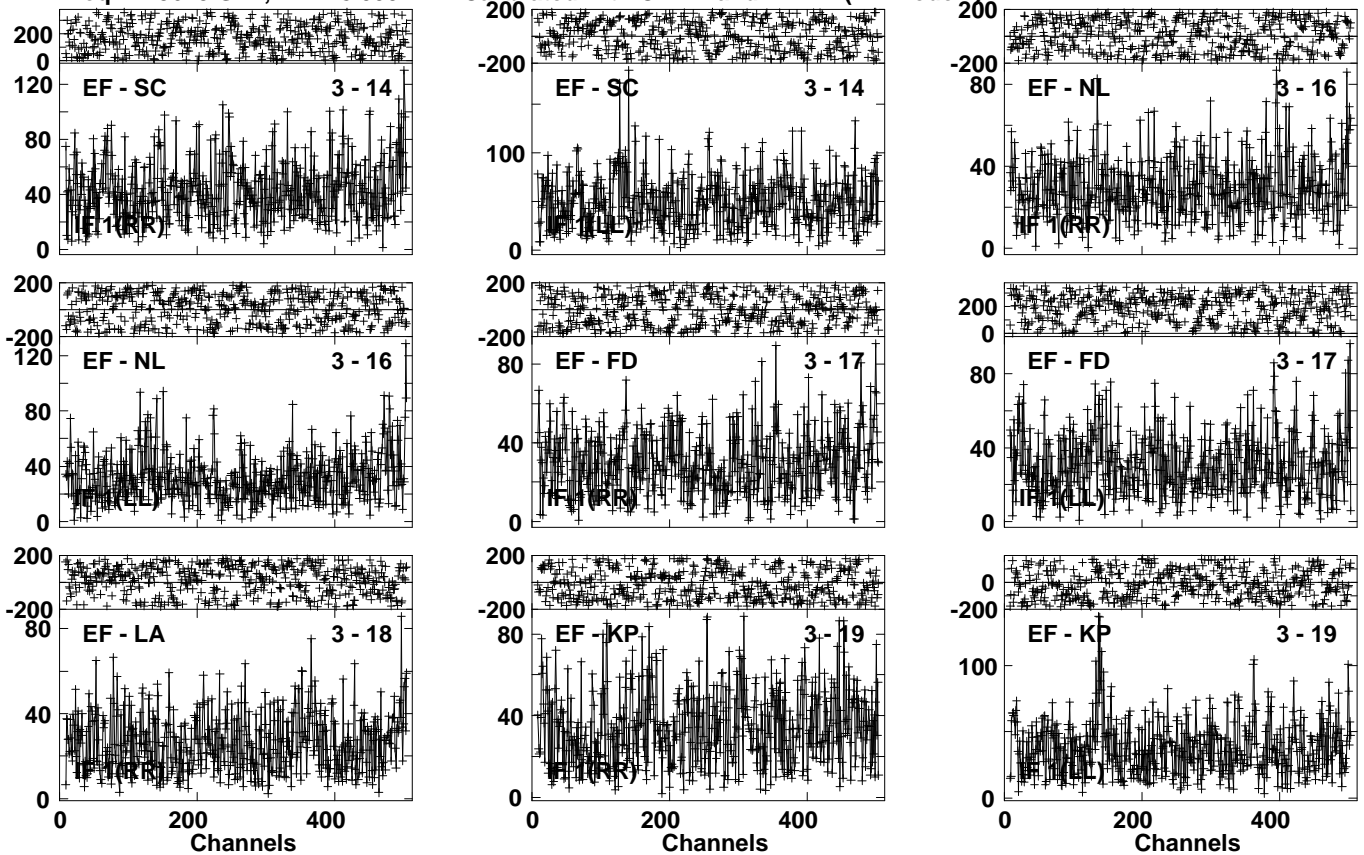 200
0
120
80
40
0
EF - SC 3 - 14
IF 1(RR)
200
-200
100
0
EF - SC 3 - 14
IF 1(LL)
200
-200
80
40
0
EF - NL 3 - 16
IF 1(RR)
200
-200
120
80
40
0
EF - NL 3 - 16
IF 1(LL)
200
-200
80
40
0
EF - FD 3 - 17
IF 1(RR)
200
0
80
40
0
EF - FD 3 - 17
IF 1(LL)
200
-200
80
40
0
EF - LA 3 - 18
IF 1(RR)
0 200 400
Channels
200
-200
80
40
0
EF - KP 3 - 19
IF 1(RR)
Channels
0
-200
100
0
EF - KP 3 - 19
IF 1(LL)
0 200 400
Channels